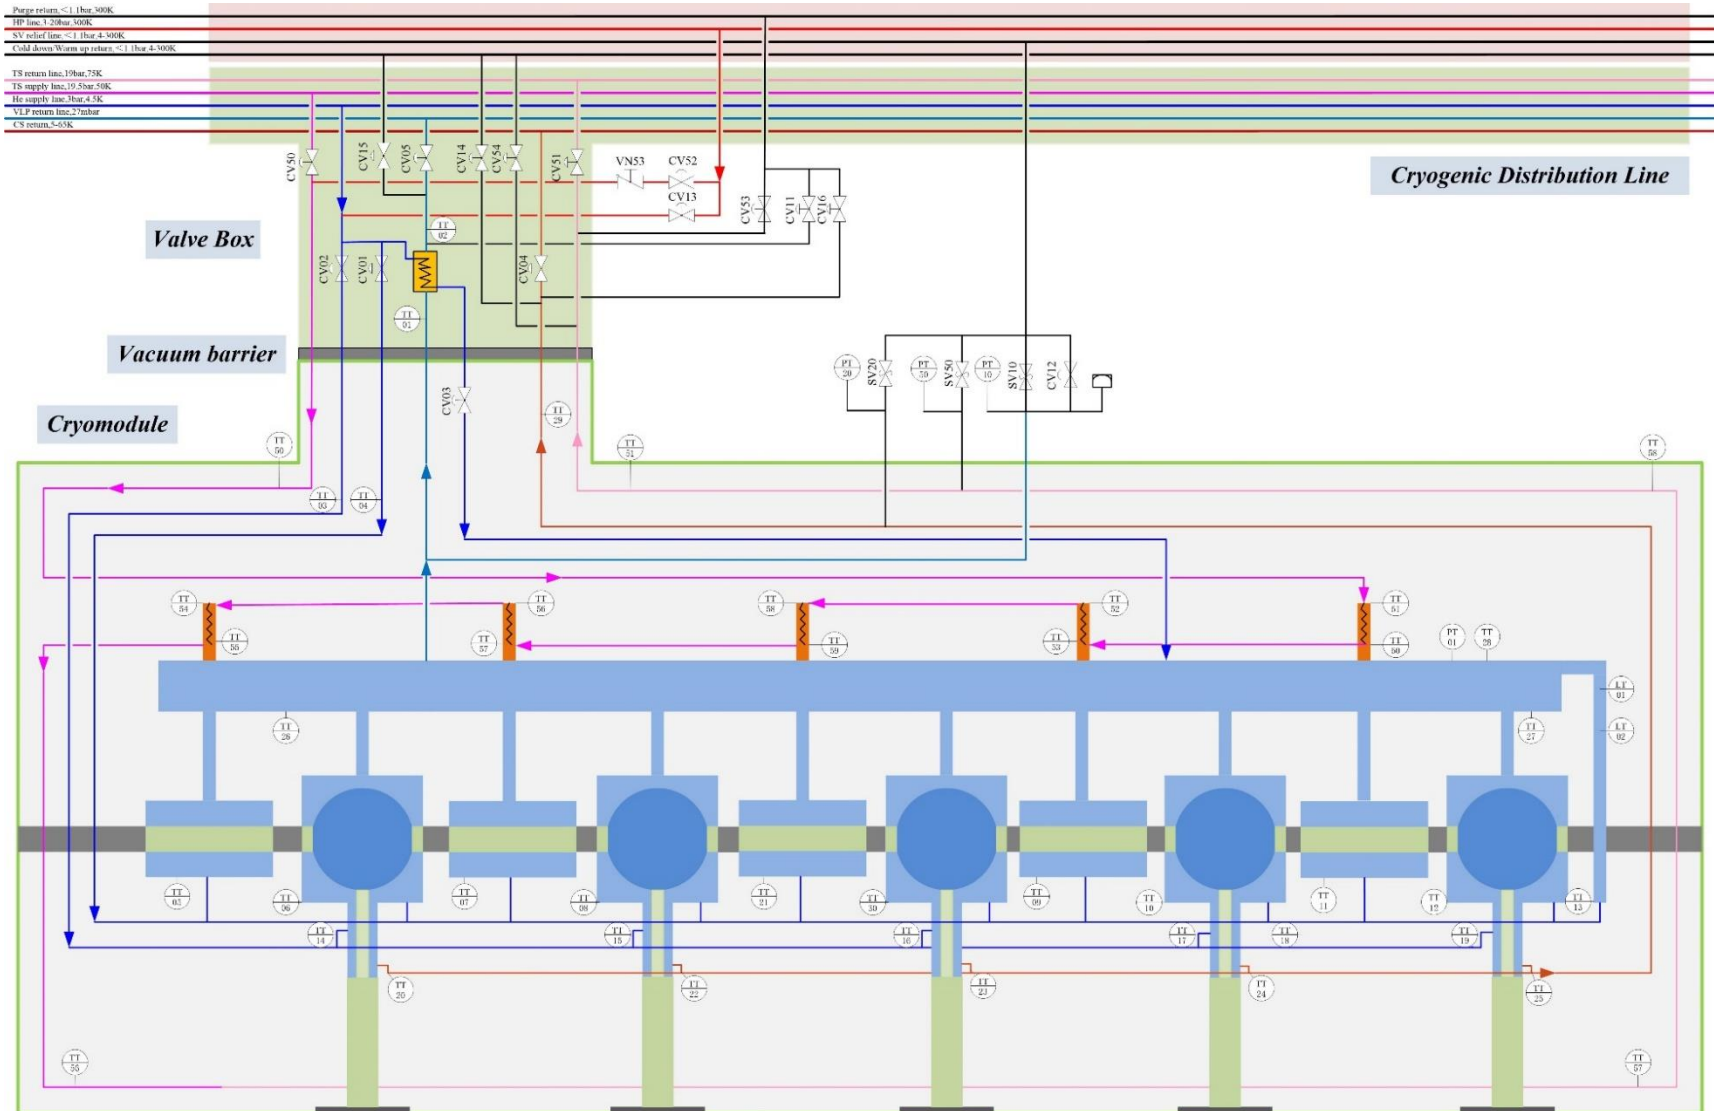 Purge return,＜1.1bar,300K
HP line,3-20bar,300K
SV relief line,＜1.1bar,4-300K
Cold down/Warm up return,＜1.1bar,4-300K
TS return line,19bar,75K
TS supply line,19.5bar,50K
He supply line,3bar,4.5K
VLP return line,27mbar
CS return,5-65K
CV50
CV15
CV05
CV14
CV54
CV51
VN53
CV52
CV13
CV53
CV11
CV16
Cryogenic Distribution Line
Valve Box
TT 02
CV02
CV01
CV04
TT 01
Vacuum barrier
PT 20
SV20
PT 50
SV50
PT 10
SV10
CV12
CV03
Cryomodule
TT 29
TT 50
TT 51
TT 58
TT 03
TT 04
TT 54
TT 56
TT 58
TT 52
TT 51
TT 55
TT 57
TT 59
TT 53
TT 50
PT 01
TT 28
LT 01
TT 26
TT 27
LT 02
TT 05
TT 06
TT 07
TT 08
TT 21
TT 30
TT 09
TT 10
TT 11
TT 12
TT 13
TT 14
TT 15
TT 16
TT 17
TT 18
TT 19
TT 20
TT 22
TT 23
TT 24
TT 25
TT 55
TT 57